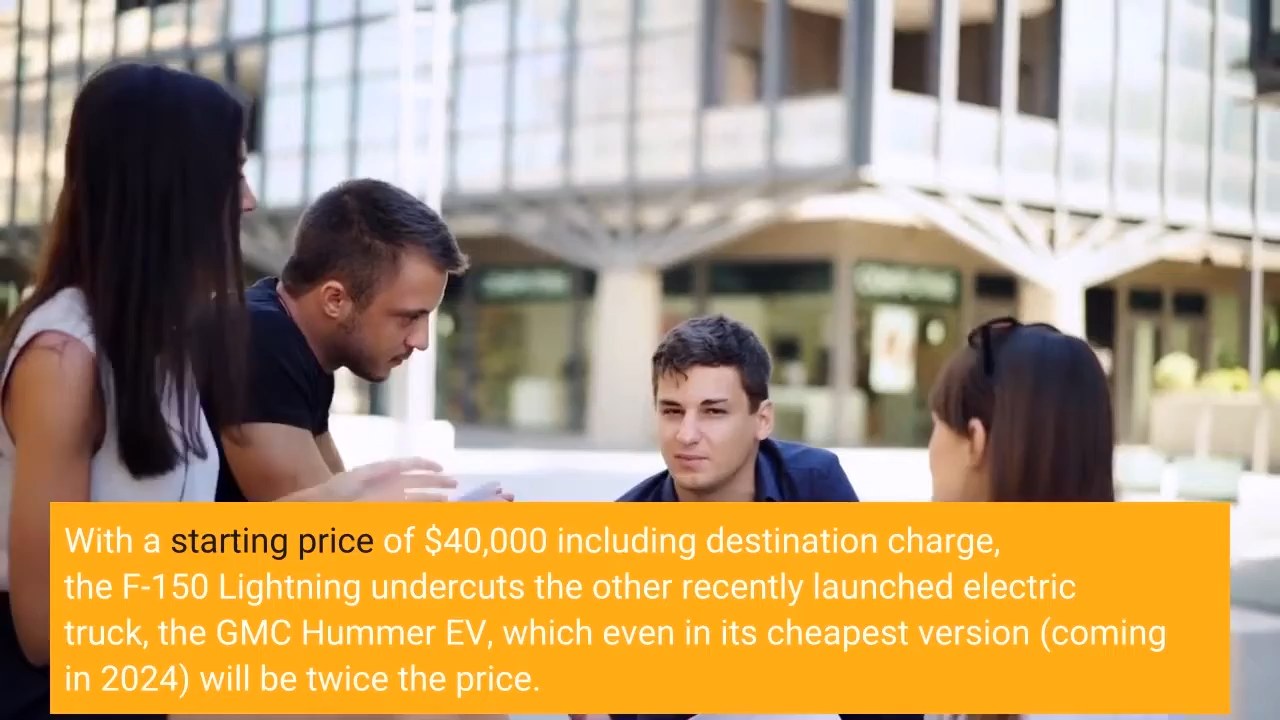 With a starting price of $40,000 including destination charge,
the F-150 Lightning undercuts the other recently launched electric
truck, the GMC Hummer EV, which even in its cheapest version (coming
in 2024) will be twice the price.